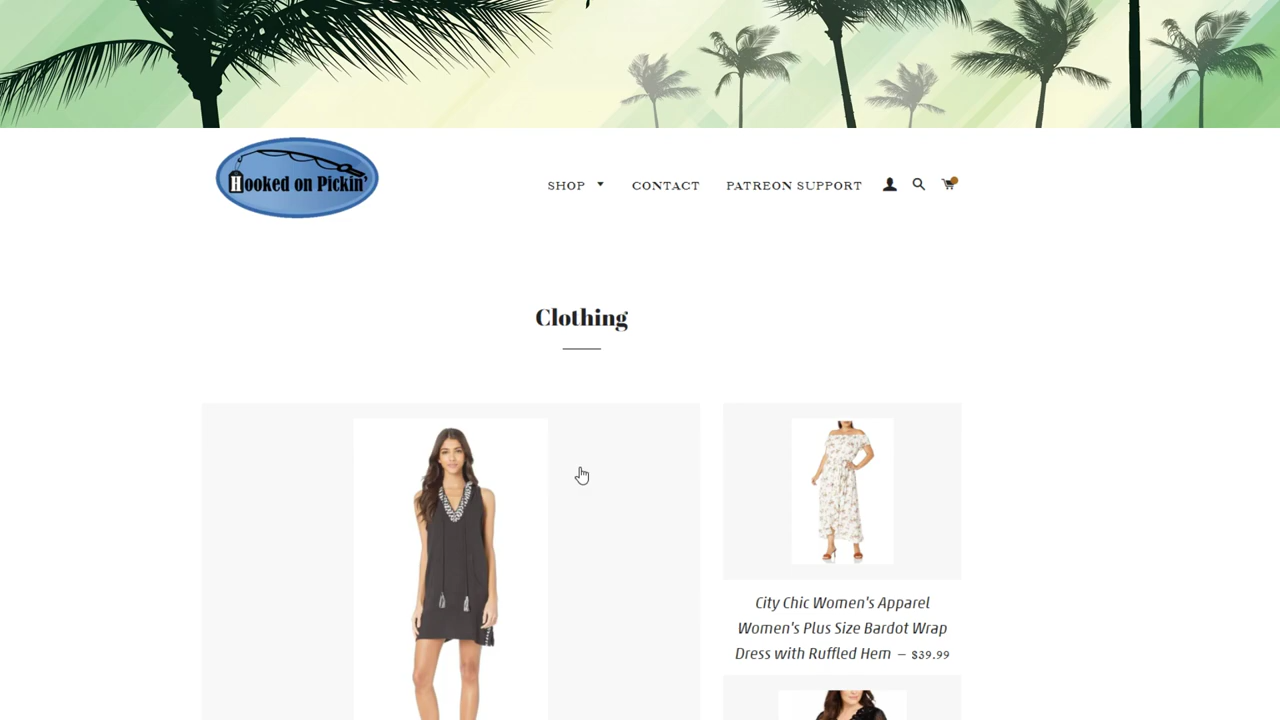 Hooked on Pickin'
SHOP
CONTACT
PATREON SUPPORT
Clothing
City Chic Women's Apparel
Women's Plus Size Bardot Wrap
Dress with Ruffled Hem – $39.99